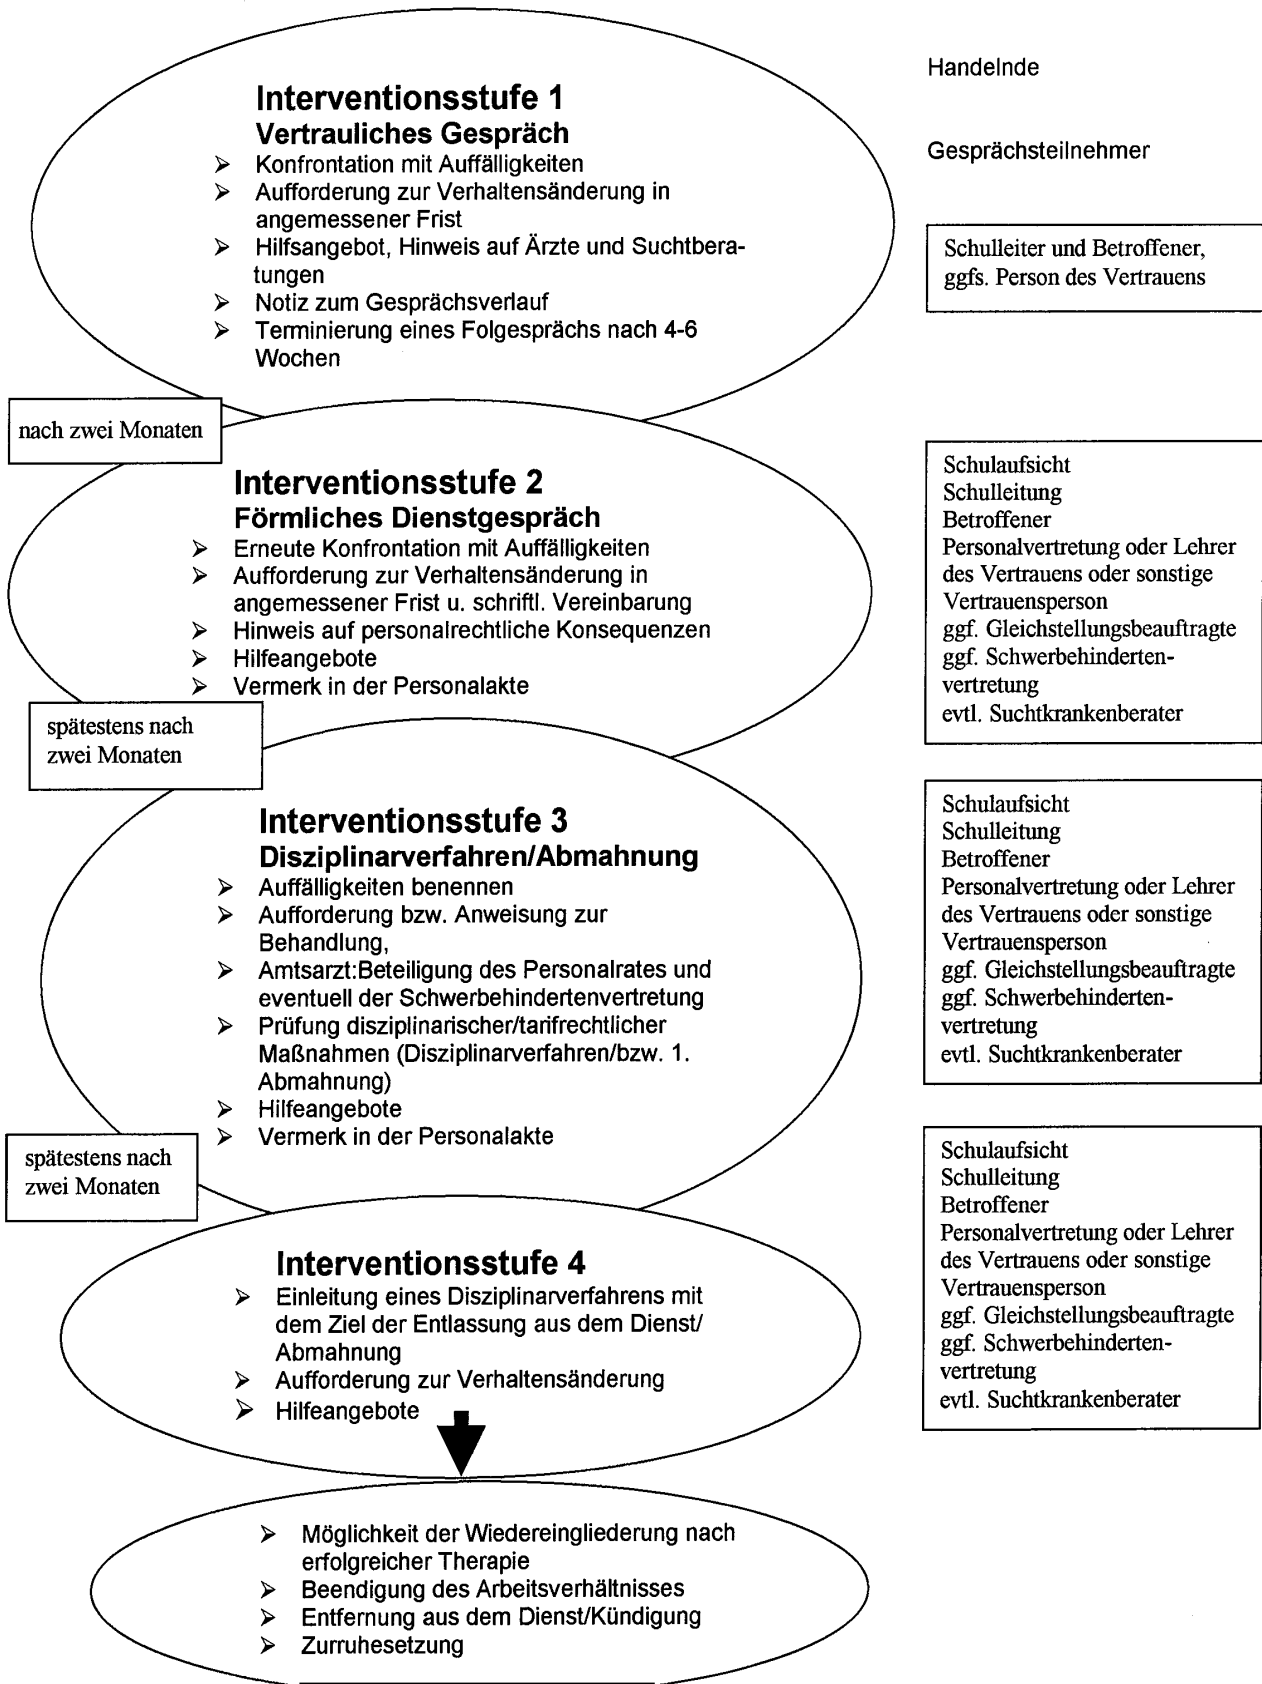 Handelnde
Gesprächsteilnehmer
Interventionsstufe 1
Vertrauliches Gespräch
➢ Konfrontation mit Auffälligkeiten
➢ Aufforderung zur Verhaltensänderung in
angemessener Frist
➢ Hilfsangebot, Hinweis auf Ärzte und Suchtbera-
tungen
➢ Notiz zum Gesprächsverlauf
➢ Terminierung eines Folgesprächs nach 4-6
Wochen
Schulleiter und Betroffener,
ggfs. Person des Vertrauens
nach zwei Monaten
Interventionsstufe 2
Förmliches Dienstgespräch
➢ Erneute Konfrontation mit Auffälligkeiten
➢ Aufforderung zur Verhaltensänderung in
angemessener Frist u. schriftl. Vereinbarung
➢ Hinweis auf personalrechtliche Konsequenzen
➢ Hilfeangebote
➢ Vermerk in der Personalakte
Schulaufsicht
Schulleitung
Betroffener
Personalvertretung oder Lehrer
des Vertrauens oder sonstige
Vertrauensperson
ggf. Gleichstellungsbeauftragte
ggf. Schwerbehinderten-
vertretung
evtl. Suchtkrankenberater
spätestens nach
zwei Monaten
Interventionsstufe 3
Disziplinarverfahren/Abmahnung
➢ Auffälligkeiten benennen
➢ Aufforderung bzw. Anweisung zur
Behandlung,
➢ Amtsarzt:Beteiligung des Personalrates und
eventuell der Schwerbehindertenvertretung
➢ Prüfung disziplinarischer/tarifrechtlicher
Maßnahmen (Disziplinarverfahren/bzw. 1.
Abmahnung)
➢ Hilfeangebote
➢ Vermerk in der Personalakte
Schulaufsicht
Schulleitung
Betroffener
Personalvertretung oder Lehrer
des Vertrauens oder sonstige
Vertrauensperson
ggf. Gleichstellungsbeauftragte
ggf. Schwerbehinderten-
vertretung
evtl. Suchtkrankenberater
spätestens nach
zwei Monaten
Interventionsstufe 4
➢ Einleitung eines Disziplinarverfahrens mit
dem Ziel der Entlassung aus dem Dienst/
Abmahnung
➢ Aufforderung zur Verhaltensänderung
➢ Hilfeangebote
Schulaufsicht
Schulleitung
Betroffener
Personalvertretung oder Lehrer
des Vertrauens oder sonstige
Vertrauensperson
ggf. Gleichstellungsbeauftragte
ggf. Schwerbehinderten-
vertretung
evtl. Suchtkrankenberater
➢ Möglichkeit der Wiedereingliederung nach
erfolgreicher Therapie
➢ Beendigung des Arbeitsverhältnisses
➢ Entfernung aus dem Dienst/Kündigung
➢ Zurruhesetzung